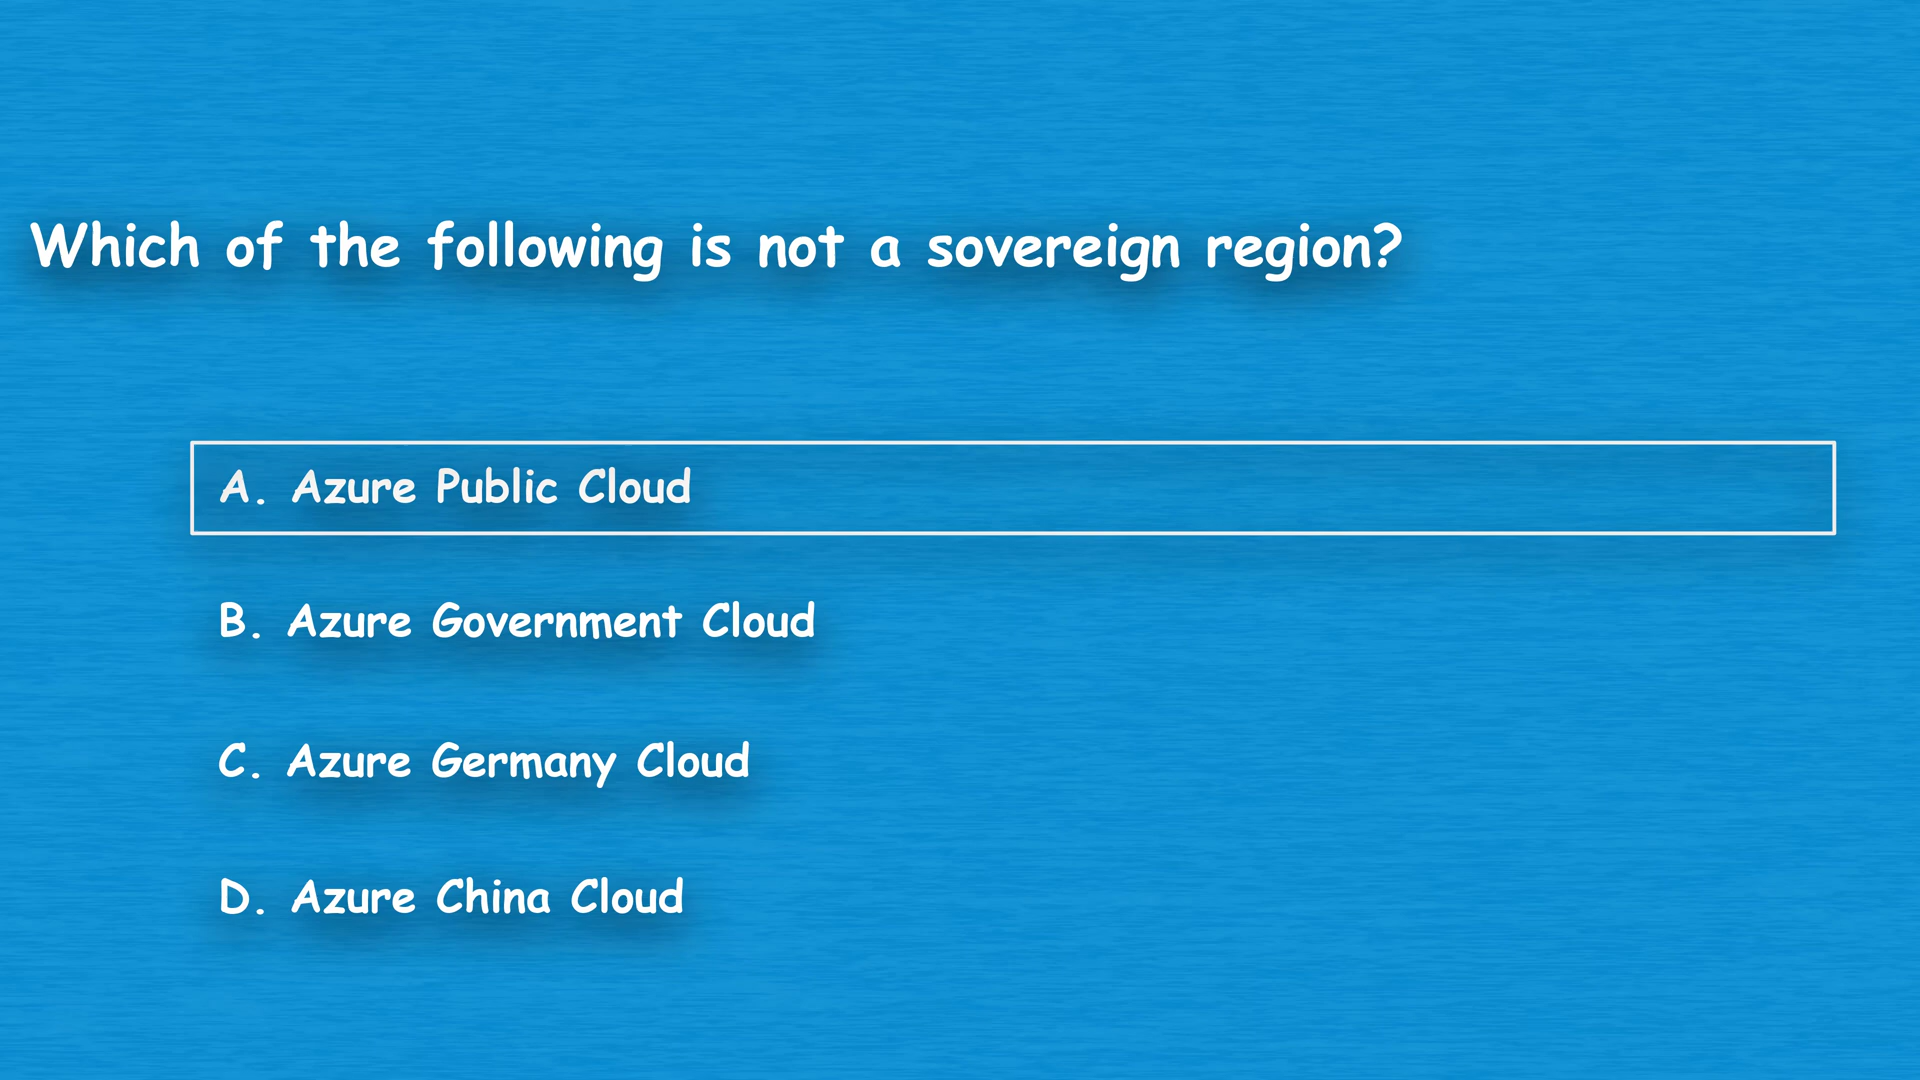 Which of the following is not a sovereign region?
A. Azure Public Cloud
B. Azure Government Cloud
C. Azure Germany Cloud
D. Azure China Cloud